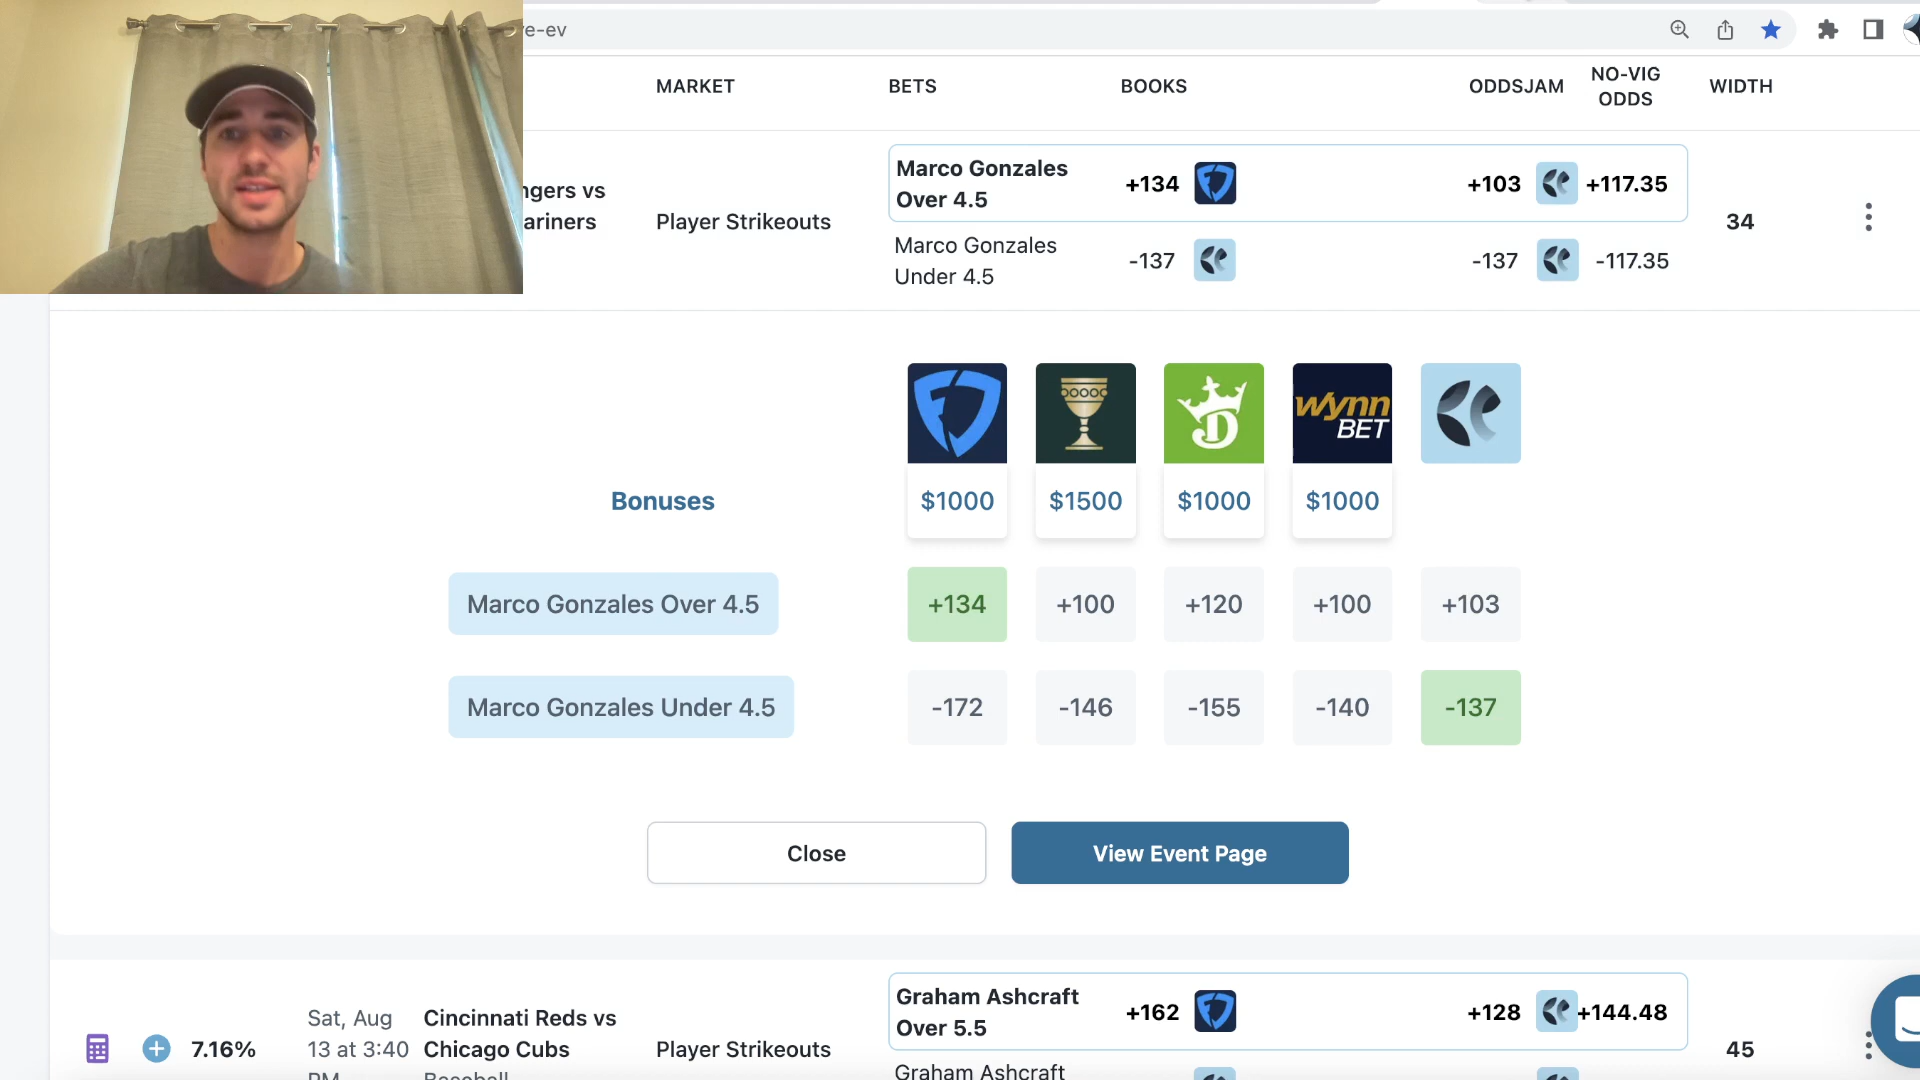 re-ev
MARKET BETS BOOKS ODDSJAM NO-VIG ODDS WIDTH
ngers vs
ariners
Player Strikeouts
Marco Gonzales
Over 4.5
+134
+103
+117.35
34
Marco Gonzales
Under 4.5
-137
-137
-117.35
Wynn
BET
Bonuses $1000 $1500 $1000 $1000
Marco Gonzales Over 4.5 +134 +100 +120 +100 +103
Marco Gonzales Under 4.5 -172 -146 -155 -140 -137
Close View Event Page
7.16%
Sat, Aug
13 at 3:40
PM
Cincinnati Reds vs
Chicago Cubs
Baseball
Player Strikeouts
Graham Ashcraft
Over 5.5
+162
+128
+144.48
45
Graham Ashcraft